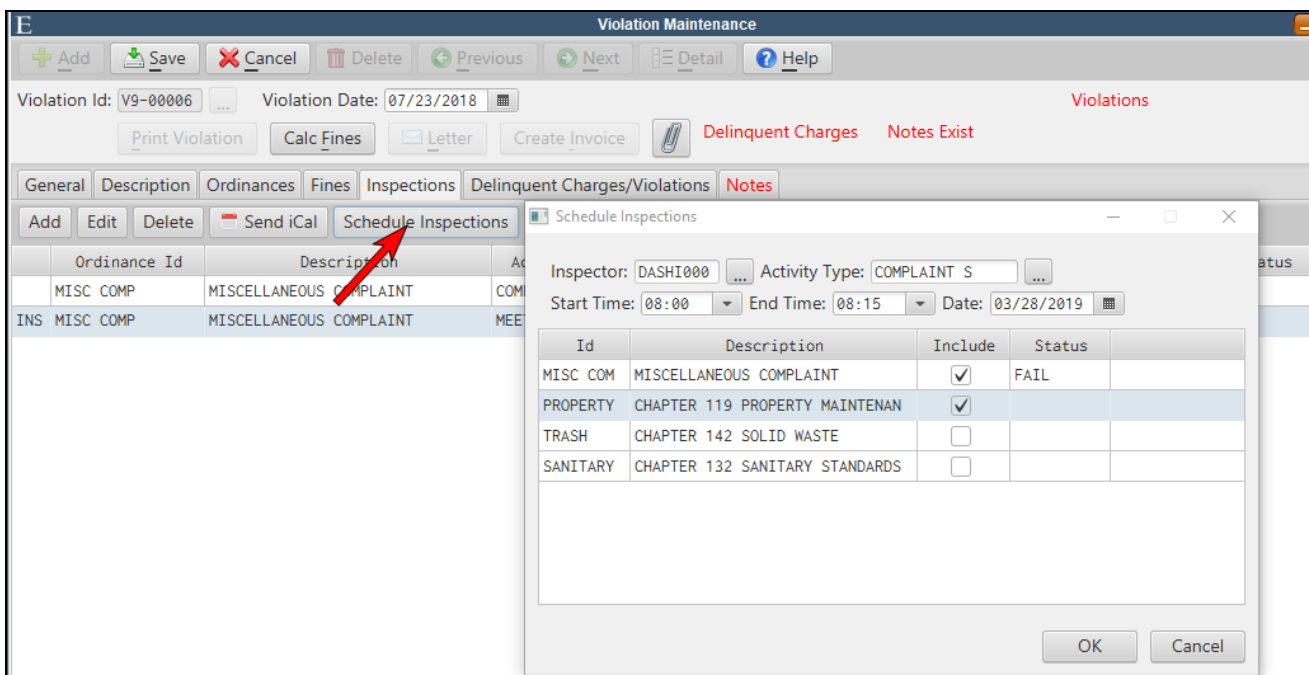 E Violation Maintenance
Add Save Cancel Delete Previous Next Detail Help
Violation Id: V9-00006 ... Violation Date: 07/23/2018 Violations
Print Violation Calc Fines Letter Create Invoice Delinquent Charges Notes Exist
General Description Ordinances Fines Inspections Delinquent Charges/Violations Notes
Add Edit Delete Send iCal Schedule Inspections
Ordinance Id Description
MISC COMP MISCELLANEOUS COMPLAINT
INS MISC COMP MISCELLANEOUS COMPLAINT
Schedule Inspections
Inspector: DASHI000 ... Activity Type: COMPLAINT S ...
Start Time: 08:00 End Time: 08:15 Date: 03/28/2019
Id Description Include Status
MISC COM MISCELLANEOUS COMPLAINT FAIL
PROPERTY CHAPTER 119 PROPERTY MAINTENAN
TRASH CHAPTER 142 SOLID WASTE
SANITARY CHAPTER 132 SANITARY STANDARDS
OK Cancel